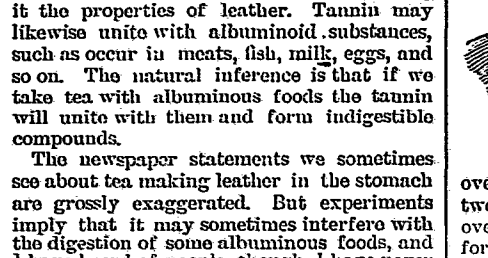 it the properties of leather. Tannin may
likewise unite with albuminoid substances,
such as occur in meats, fish, milk, eggs, and
so on. The natural inference is that if we
take tea with albuminous foods the tannin
will unite with them and form indigestible
compounds.
The newspaper statements we sometimes
see about tea making leather in the stomach
are grossly exaggerated. But experiments
imply that it may sometimes interfere with
the digestion of some albuminous foods, and
ove
two
ove
for